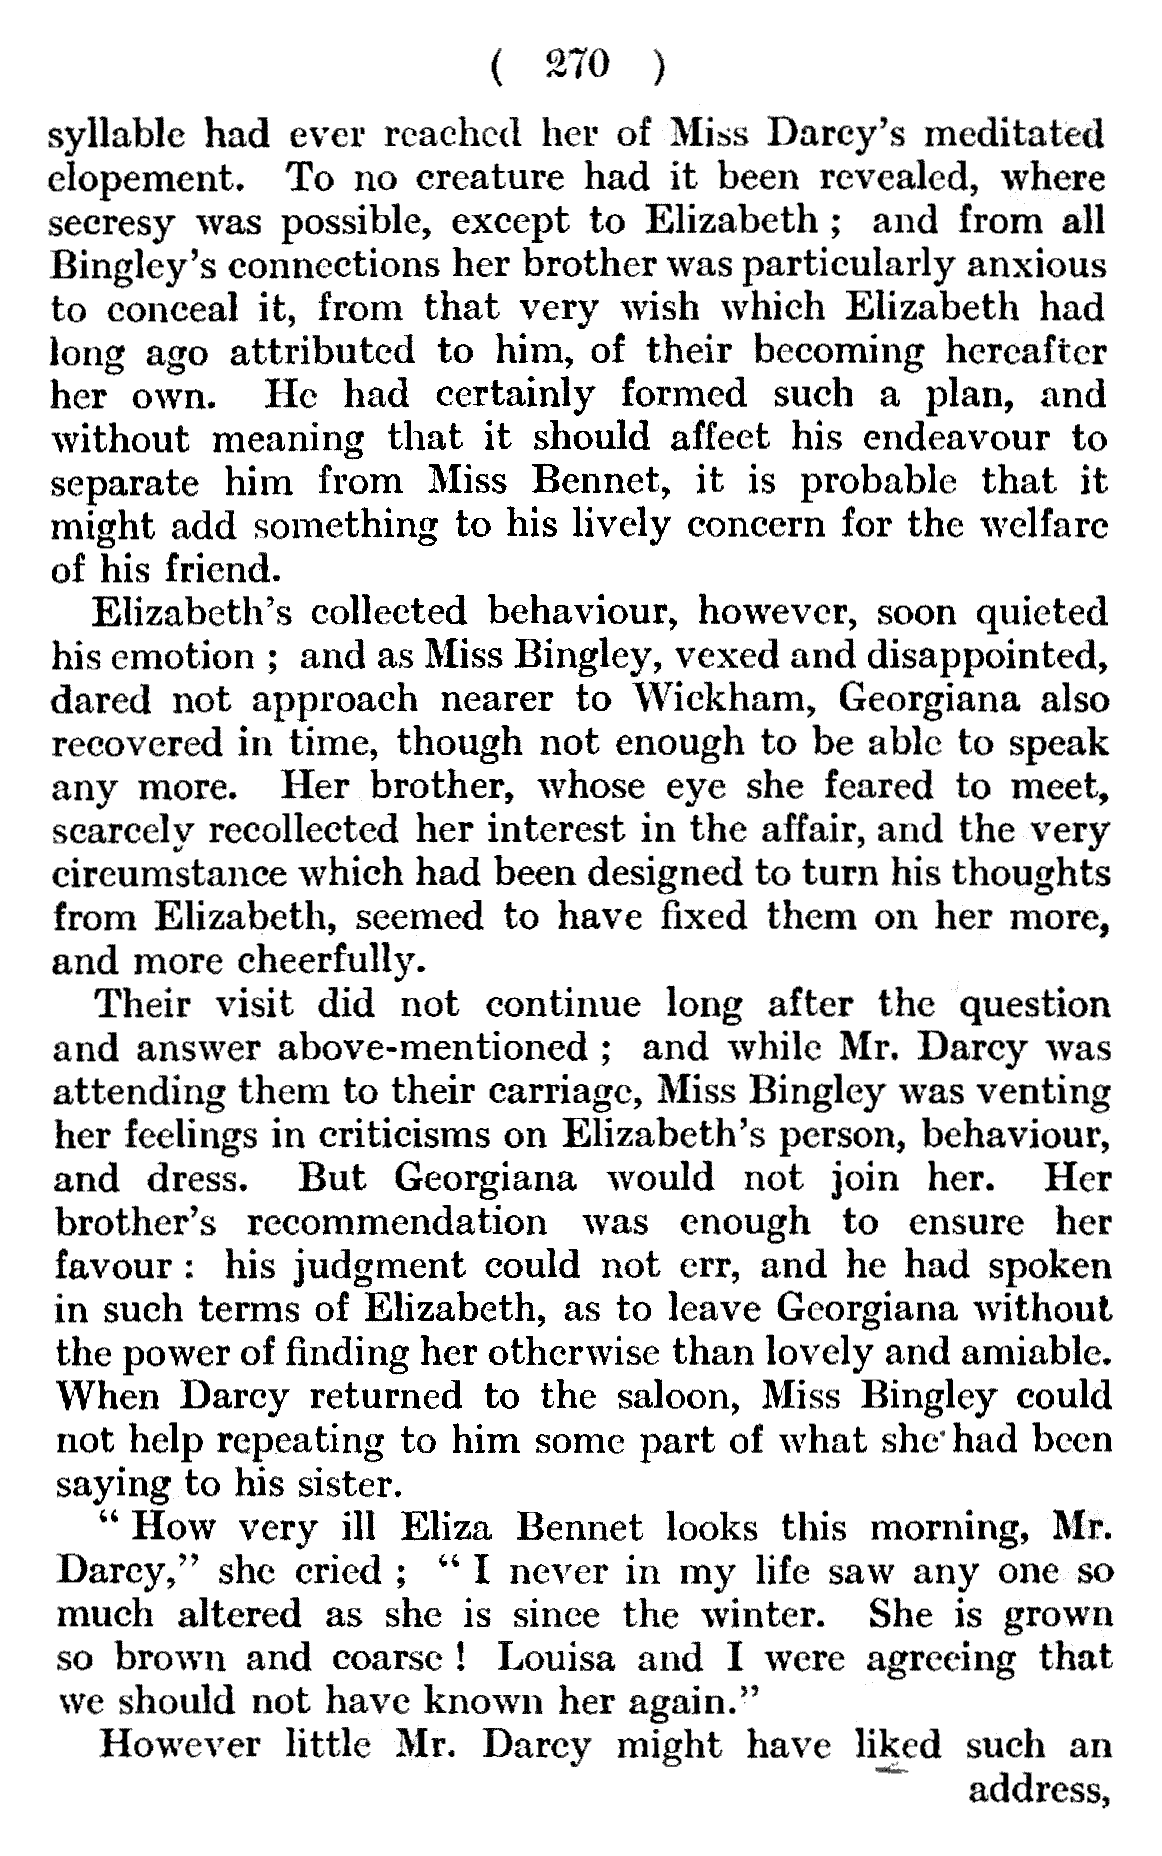 ( 270 )
syllable had ever reached her of Miss Darcy's meditated
elopement. To no creature had it been revealed, where
secresy was possible, except to Elizabeth ; and from all
Bingley's connections her brother was particularly anxious
to conceal it, from that very wish which Elizabeth had
long ago attributed to him, of their becoming hereafter
her own. He had certainly formed such a plan, and
without meaning that it should affect his endeavour to
separate him from Miss Bennet, it is probable that it
might add something to his lively concern for the welfare
of his friend.
Elizabeth's collected behaviour, however, soon quieted
his emotion ; and as Miss Bingley, vexed and disappointed,
dared not approach nearer to Wickham, Georgiana also
recovered in time, though not enough to be able to speak
any more. Her brother, whose eye she feared to meet,
scarcely recollected her interest in the affair, and the very
circumstance which had been designed to turn his thoughts
from Elizabeth, seemed to have fixed them on her more,
and more cheerfully.
Their visit did not continue long after the question
and answer above-mentioned ; and while Mr. Darcy was
attending them to their carriage, Miss Bingley was venting
her feelings in criticisms on Elizabeth's person, behaviour,
and dress. But Georgiana would not join her. Her
brother's recommendation was enough to ensure her
favour : his judgment could not err, and he had spoken
in such terms of Elizabeth, as to leave Georgiana without
the power of finding her otherwise than lovely and amiable.
When Darcy returned to the saloon, Miss Bingley could
not help repeating to him some part of what she had been
saying to his sister.
“ How very ill Eliza Bennet looks this morning, Mr.
Darcy,” she cried ; “ I never in my life saw any one so
much altered as she is since the winter. She is grown
so brown and coarse ! Louisa and I were agreeing that
we should not have known her again.”
However little Mr. Darcy might have liked such an
address,